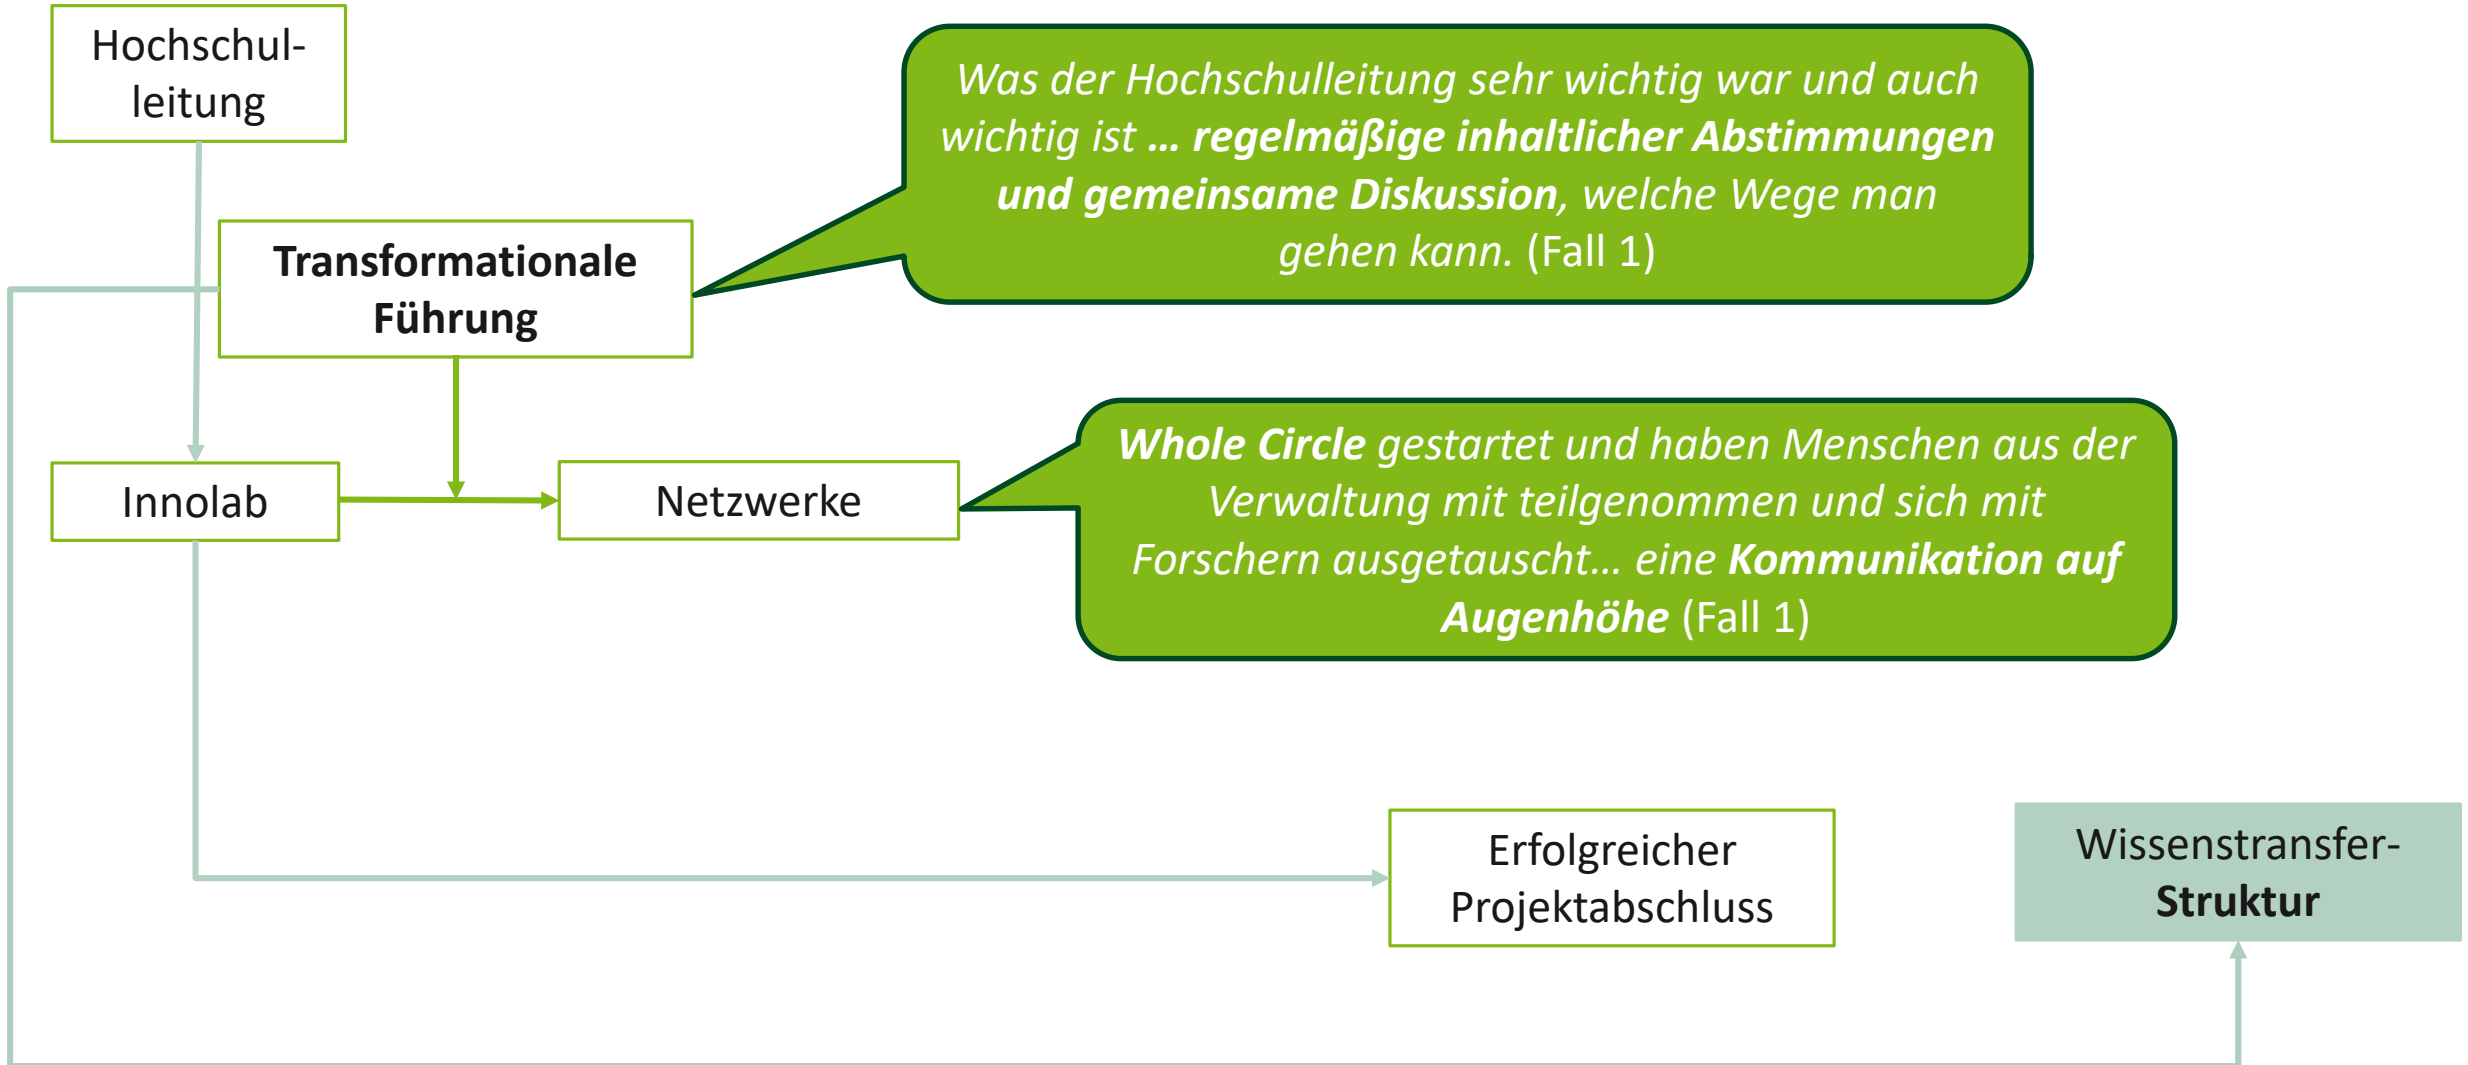 Hochschul-
leitung
Was der Hochschulleitung sehr wichtig war und auch
wichtig ist … regelmäßige inhaltlicher Abstimmungen
und gemeinsame Diskussion, welche Wege man
gehen kann. (Fall 1)
Transformationale
Führung
Innolab
Netzwerke
Whole Circle gestartet und haben Menschen aus der
Verwaltung mit teilgenommen und sich mit
Forschern ausgetauscht… eine Kommunikation auf
Augenhöhe (Fall 1)
Erfolgreicher
Projektabschluss
Wissenstransfer-
Struktur